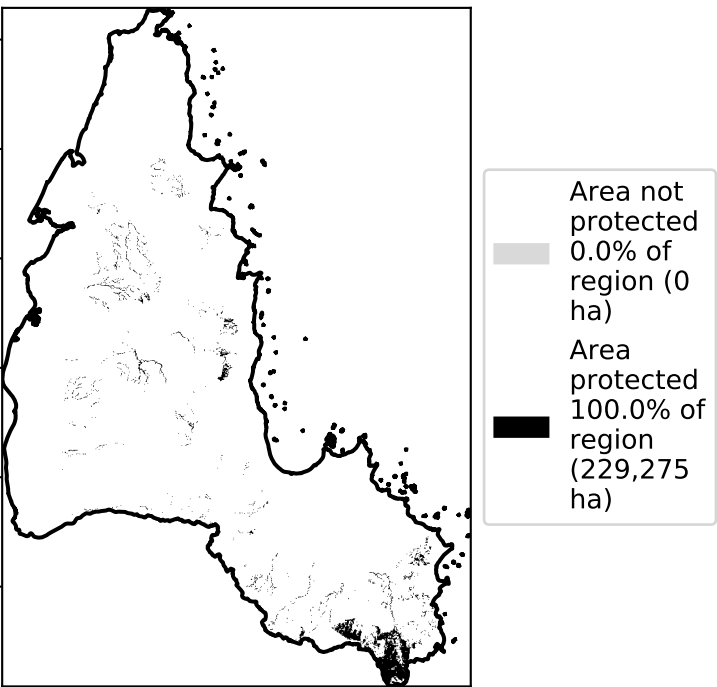 Area not
protected
0.0% of
region (0
ha)
Area
protected
100.0% of
region
(229,275
ha)